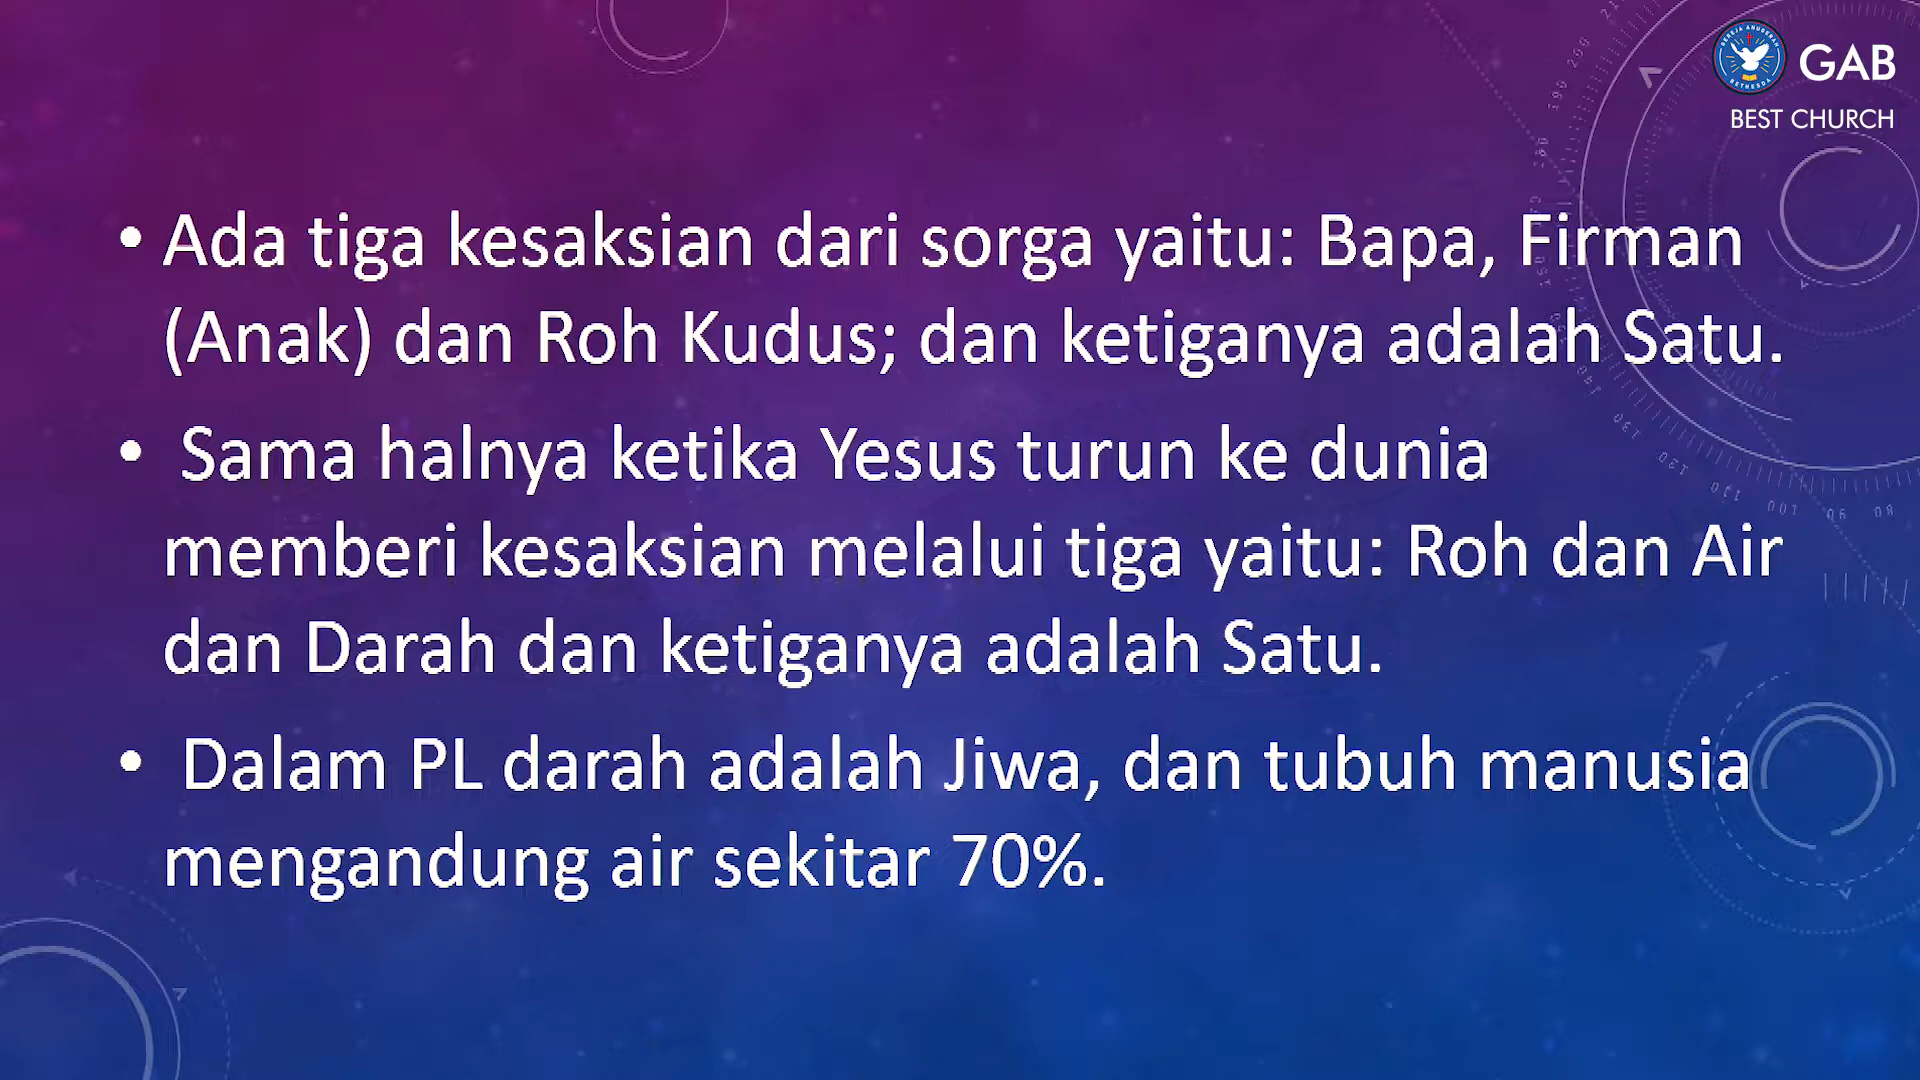 GAB
BEST CHURCH
• Ada tiga kesaksian dari sorga yaitu: Bapa, Firman
(Anak) dan Roh Kudus; dan ketiganya adalah Satu.
• Sama halnya ketika Yesus turun ke dunia
memberi kesaksian melalui tiga yaitu: Roh dan Air
dan Darah dan ketiganya adalah Satu.
• Dalam PL darah adalah Jiwa, dan tubuh manusia
mengandung air sekitar 70%.